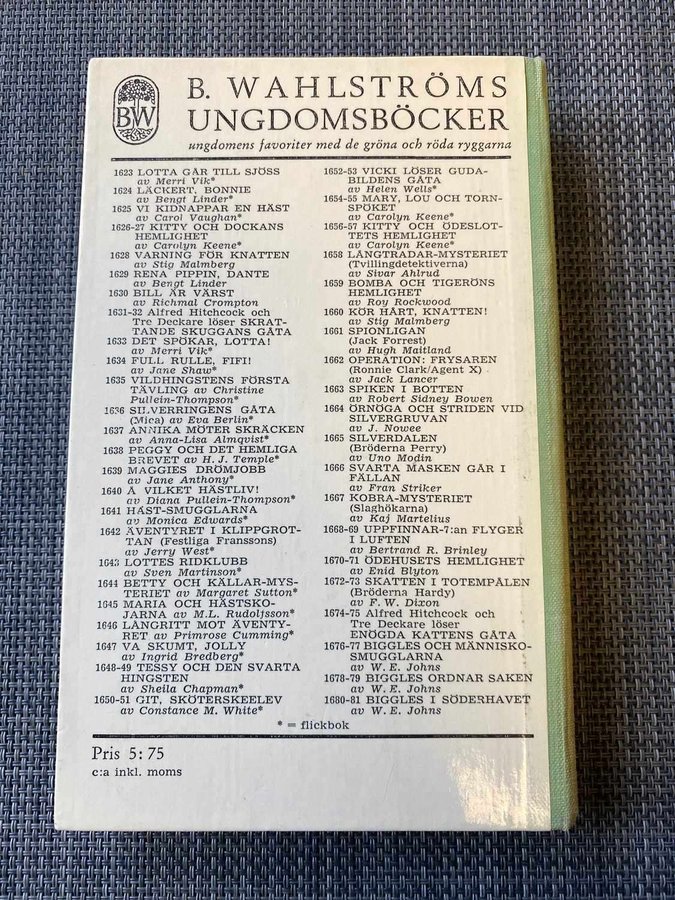 BW
B. WAHLSTRÖMS
UNGDOMSBÖCKER
ungdomens favoriter med de gröna och röda ryggarna
1623 LOTTA GÅR TILL SJÖSS
av Merri Vik*
1624 LÄCKERT, BONNIE
av Bengt Linder*
1625 VI KIDNAPPAR EN HÄST
av Carol Vaughan*
1626-27 KITTY OCH DOCKANS
HEMLIGHET
av Carolyn Keene*
1628 VARNING FÖR KNATTEN
av Stig Malmberg
1629 RENA PIPPIN, DANTE
av Bengt Linder
1630 BILL ÄR VÄRST
av Richmal Crompton
1631-32 Alfred Hitchcock och
Tre Deckare löser SKRAT-
TANDE SKUGGANS GÅTA
1633 DET SPÖKAR, LOTTA!
av Merri Vik*
1634 FULL RULLE, FIFI!
av Jane Shaw*
1635 VILDHINGSTENS FÖRSTA
TÄVLING av Christine
Pullein-Thompson*
1636 SILVERRINGENS GÅTA
(Mica) av Eva Berlin*
1637 ANNIKA MÖTER SKRÄCKEN
av Anna-Lisa Almqvist*
1638 PEGGY OCH DET HEMLIGA
BREVET av H. J. Temple*
1639 MAGGIES DRÖMJOBB
av Jane Anthony*
1640 Å VILKET HÄSTLIV!
av Diana Pullein-Thompson*
1641 HÄST-SMUGGLARNA
av Monica Edwards*
1642 ÄVENTYRET I KLIPPGROT-
TAN (Festliga Franssons)
av Jerry West*
1643 LOTTES RIDKLUBB
av Sven Martinson*
1644 BETTY OCH KÄLLAR-MYS-
TERIET av Margaret Sutton*
1645 MARIA OCH HÄSTSKO-
JARNA av M.L. Rudolfsson*
1646 LÅNGRITT MOT ÄVENTY-
RET av Primrose Cumming*
1647 VA SKUMT, JOLLY
av Ingrid Bredberg*
1648-49 TESSY OCH DEN SVARTA
HINGSTEN
av Sheila Chapman*
1650-51 GIT, SKÖTERSKEELEV
av Constance M. White*
1652-53 VICKI LÖSER GUDA-
BILDENS GÅTA
av Helen Wells*
1654-55 MARY, LOU OCH TORN-
SPÖKET
av Carolyn Keene*
1656-57 KITTY OCH ÖDESLOT-
TETS HEMLIGHET
av Carolyn Keene*
1658 LÅNGTRADAR-MYSTERIET
(Tvillingdetektiverna)
av Sivar Ahlrud
1659 BOMBA OCH TIGERÖNS
HEMLIGHET
av Roy Rockwood
1660 KÖR HÅRT, KNATTEN!
av Stig Malmberg
1661 SPIONLIGAN
(Jack Forrest)
av Hugh Maitland
1662 OPERATION: FRYSAREN
(Ronnie Clark/Agent X)
av Jack Lancer
1663 SPIKEN I BOTTEN
av Robert Sidney Bowen
1664 ÖRNÖGA OCH STRIDEN VID
SILVERGRUVAN
av J. Nowee
1665 SILVERDALEN
(Bröderna Perry)
av Uno Modin
1666 SVARTA MASKEN GÅR I
FÄLLAN
av Fran Striker
1667 KOBRA-MYSTERIET
(Slaghökarna)
av Kaj Martelius
1668-69 UPPFINNAR-7:an FLYGER
I LUFTEN
av Bertrand R. Brinley
1670-71 ÖDEHUSETS HEMLIGHET
av Enid Blyton
1672-73 SKATTEN I TOTEMPÅLEN
(Bröderna Hardy)
av F. W. Dixon
1674-75 Alfred Hitchcock och
Tre Deckare löser
ENÖGDA KATTENS GÅTA
1676-77 BIGGLES OCH MÄNNISKO-
SMUGGLARNA
av W. E. Johns
1678-79 BIGGLES ORDNAR SAKEN
av W. E. Johns
1680-81 BIGGLES I SÖDERHAVET
av W. E. Johns
* = flickbok
Pris 5:75
c:a inkl. moms